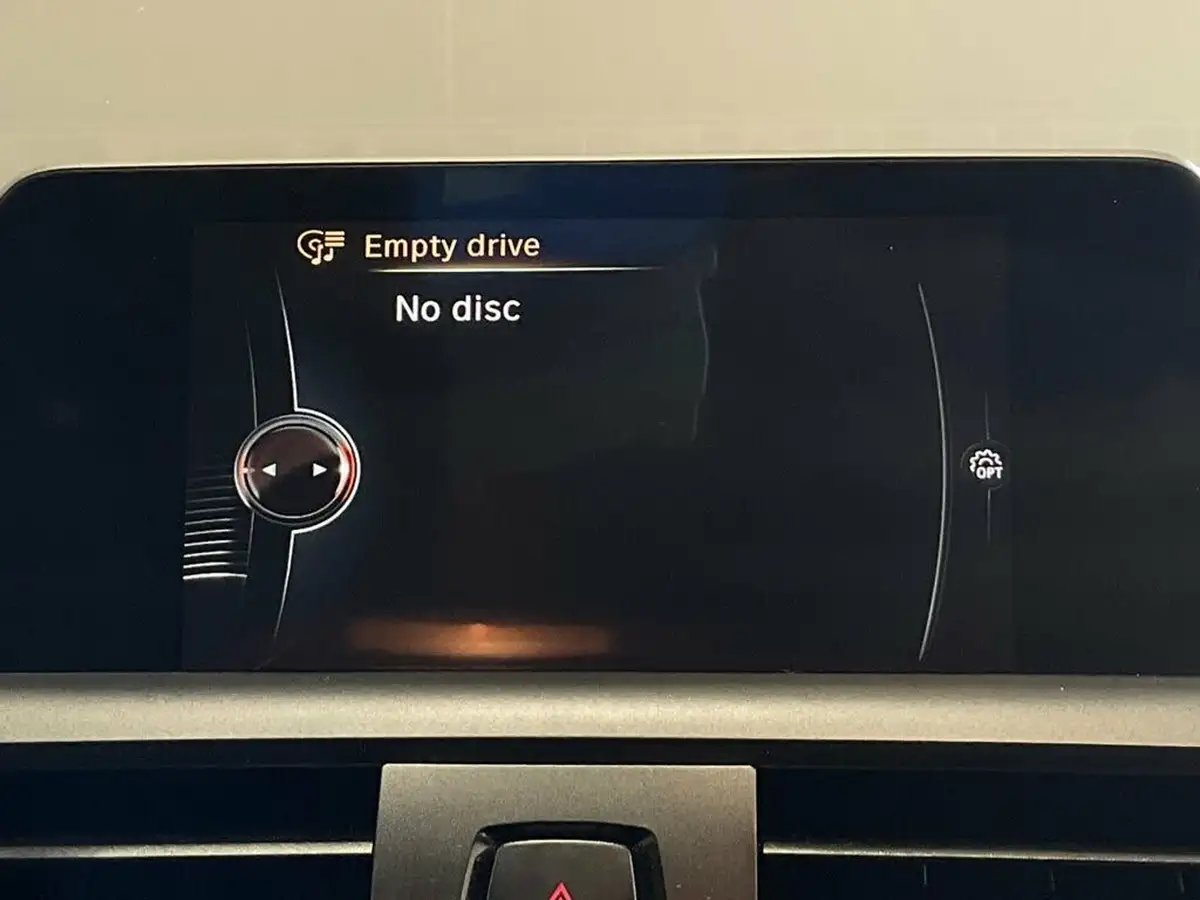 Empty drive
No disc
OPT